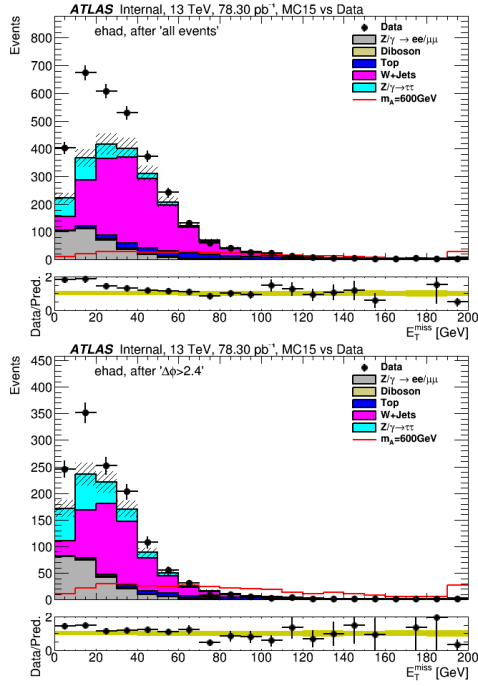 ATLAS Internal, 13 TeV, 78.30 pb⁻¹, MC15 vs Data
Events
800
700
600
500
400
300
200
100
0
ehad, after 'all events'
Data
Z/γ → ee/μμ
Diboson
Top
W+Jets
Z/γ→ττ
m_A=600GeV
Data/Pred.
2
1
0
0 20 40 60 80 100 120 140 160 180 200
E_T^miss [GeV]
ATLAS Internal, 13 TeV, 78.30 pb⁻¹, MC15 vs Data
Events
450
400
350
300
250
200
150
100
50
0
ehad, after 'Δϕ>2.4'
Data
Z/γ → ee/μμ
Diboson
Top
W+Jets
Z/γ→ττ
m_A=600GeV
Data/Pred.
2
1
0
0 20 40 60 80 100 120 140 160 180 200
E_T^miss [GeV]